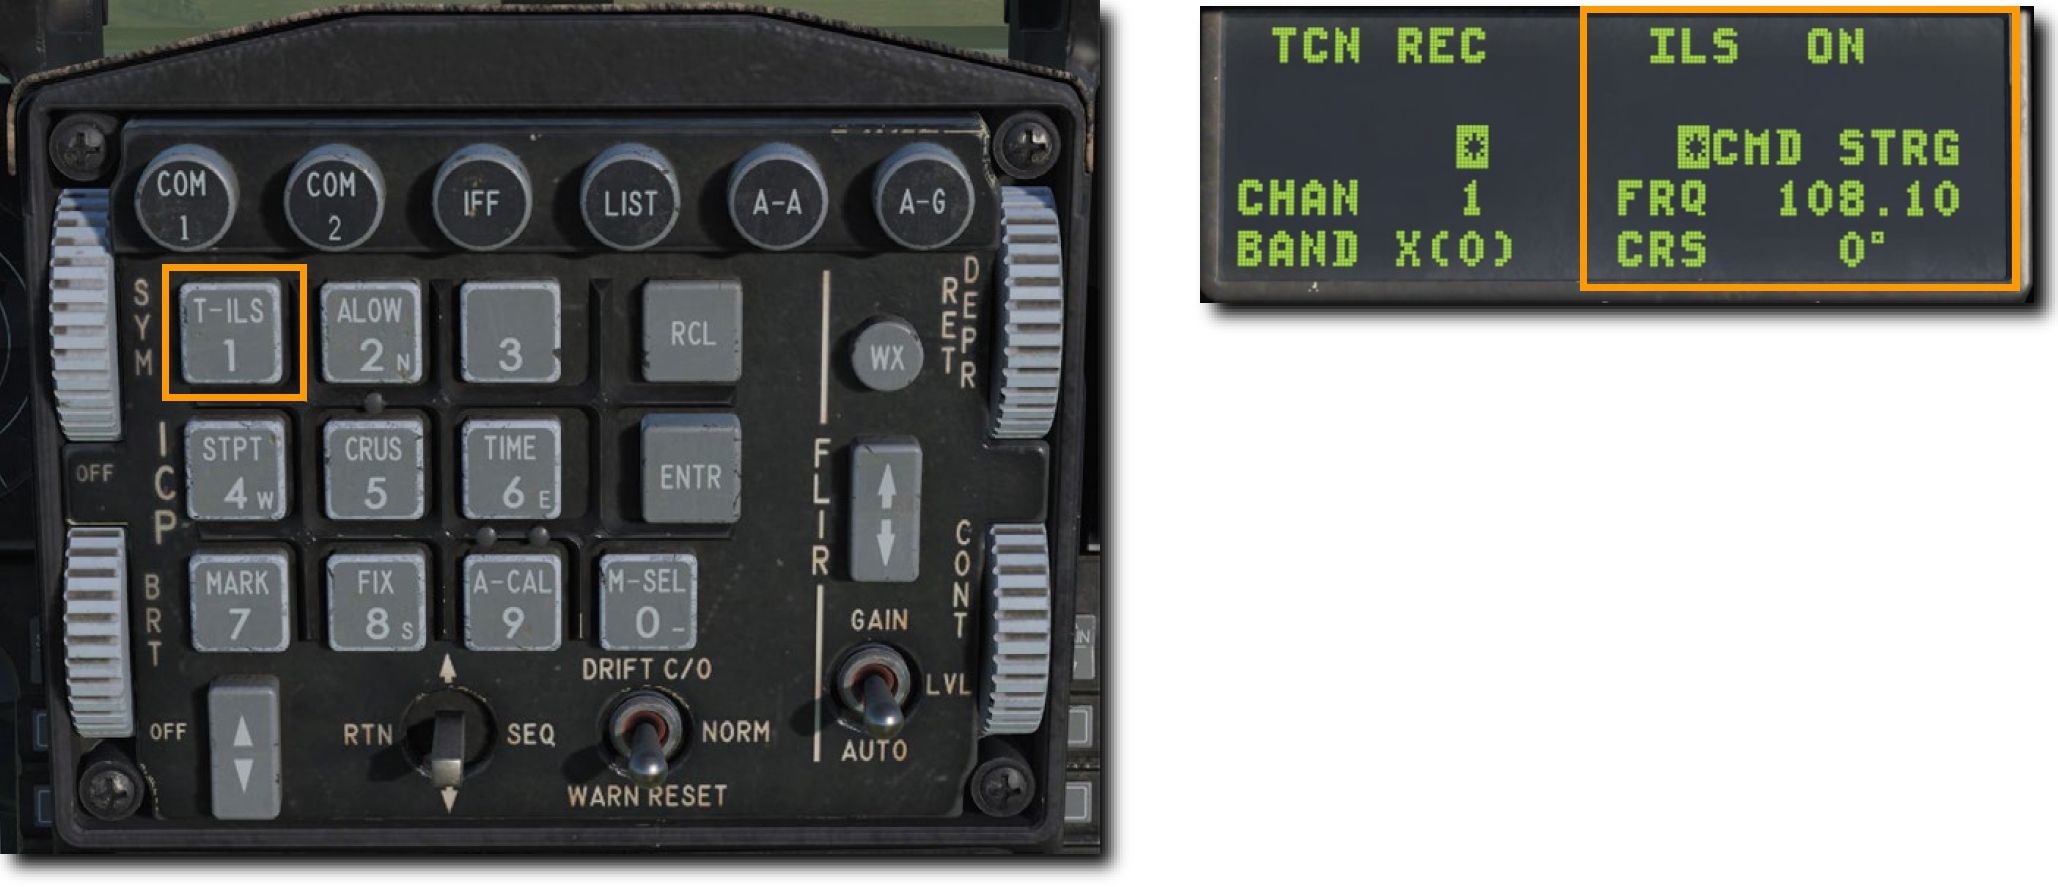 COM 1
COM 2
IFF
LIST
A-A
A-G
SYM
T-ILS 1
ALOW 2 N
3
RCL
WX
RET
DEPR
ICP
OFF
STPT 4 W
CRUS 5
TIME 6 E
ENTR
FLIR
CONT
BRT
MARK 7
FIX 8 S
A-CAL 9
M-SEL 0 -
GAIN
LVL
AUTO
OFF
RTN
SEQ
DRIFT C/O
NORM
WARN RESET
TCN REC ILS ON
CMD STRG
CHAN 1 FRQ 108.10
BAND X(0) CRS 0°